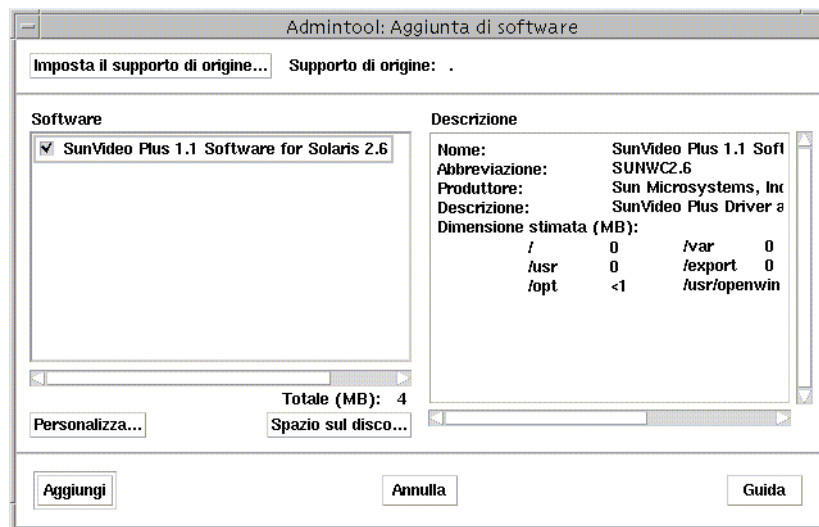 Admintool: Aggiunta di software
Imposta il supporto di origine... Supporto di origine: .
Software
SunVideo Plus 1.1 Software for Solaris 2.6
Totale (MB): 4
Personalizza... Spazio sul disco...
Descrizione
Nome: SunVideo Plus 1.1 Soft
Abbreviazione: SUNWC2.6
Produttore: Sun Microsystems, Inc
Descrizione: SunVideo Plus Driver a
Dimensione stimata (MB):
/ 0 /var 0
/usr 0 /export 0
/opt <1 /usr/openwin
Aggiungi Annulla Guida